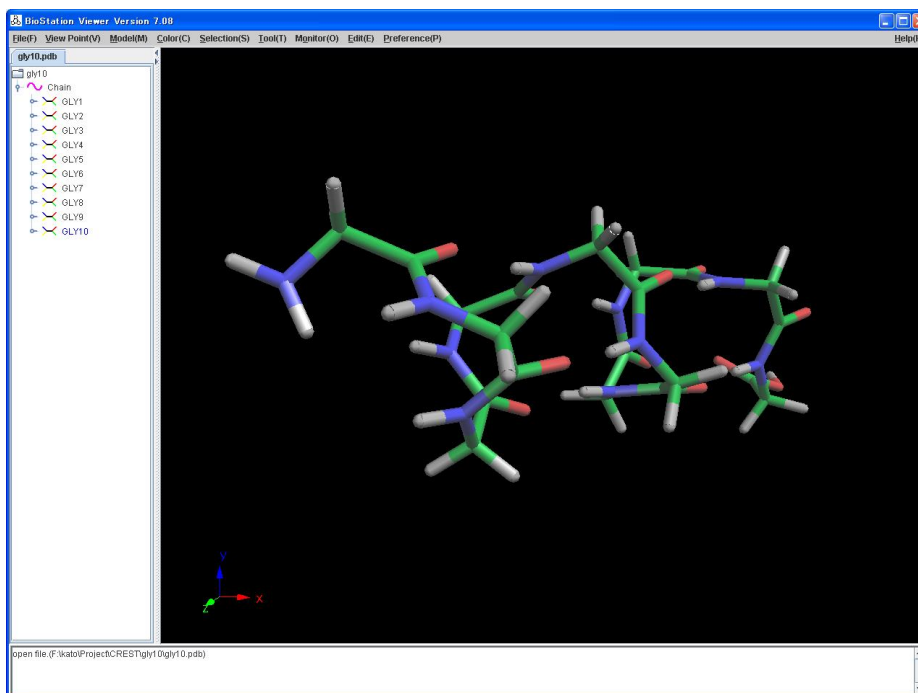 BioStation Viewer Version 7.08
File(F) View Point(V) Model(M) Color(C) Selection(S) Tool(T) Monitor(O) Edit(E) Preference(P) Help(
gly10.pdb
gly10
Chain
GLY1
GLY2
GLY3
GLY4
GLY5
GLY6
GLY7
GLY8
GLY9
GLY10
Y
X
Z
open file.(F:\kato\Project\CREST\gly10\gly10.pdb)